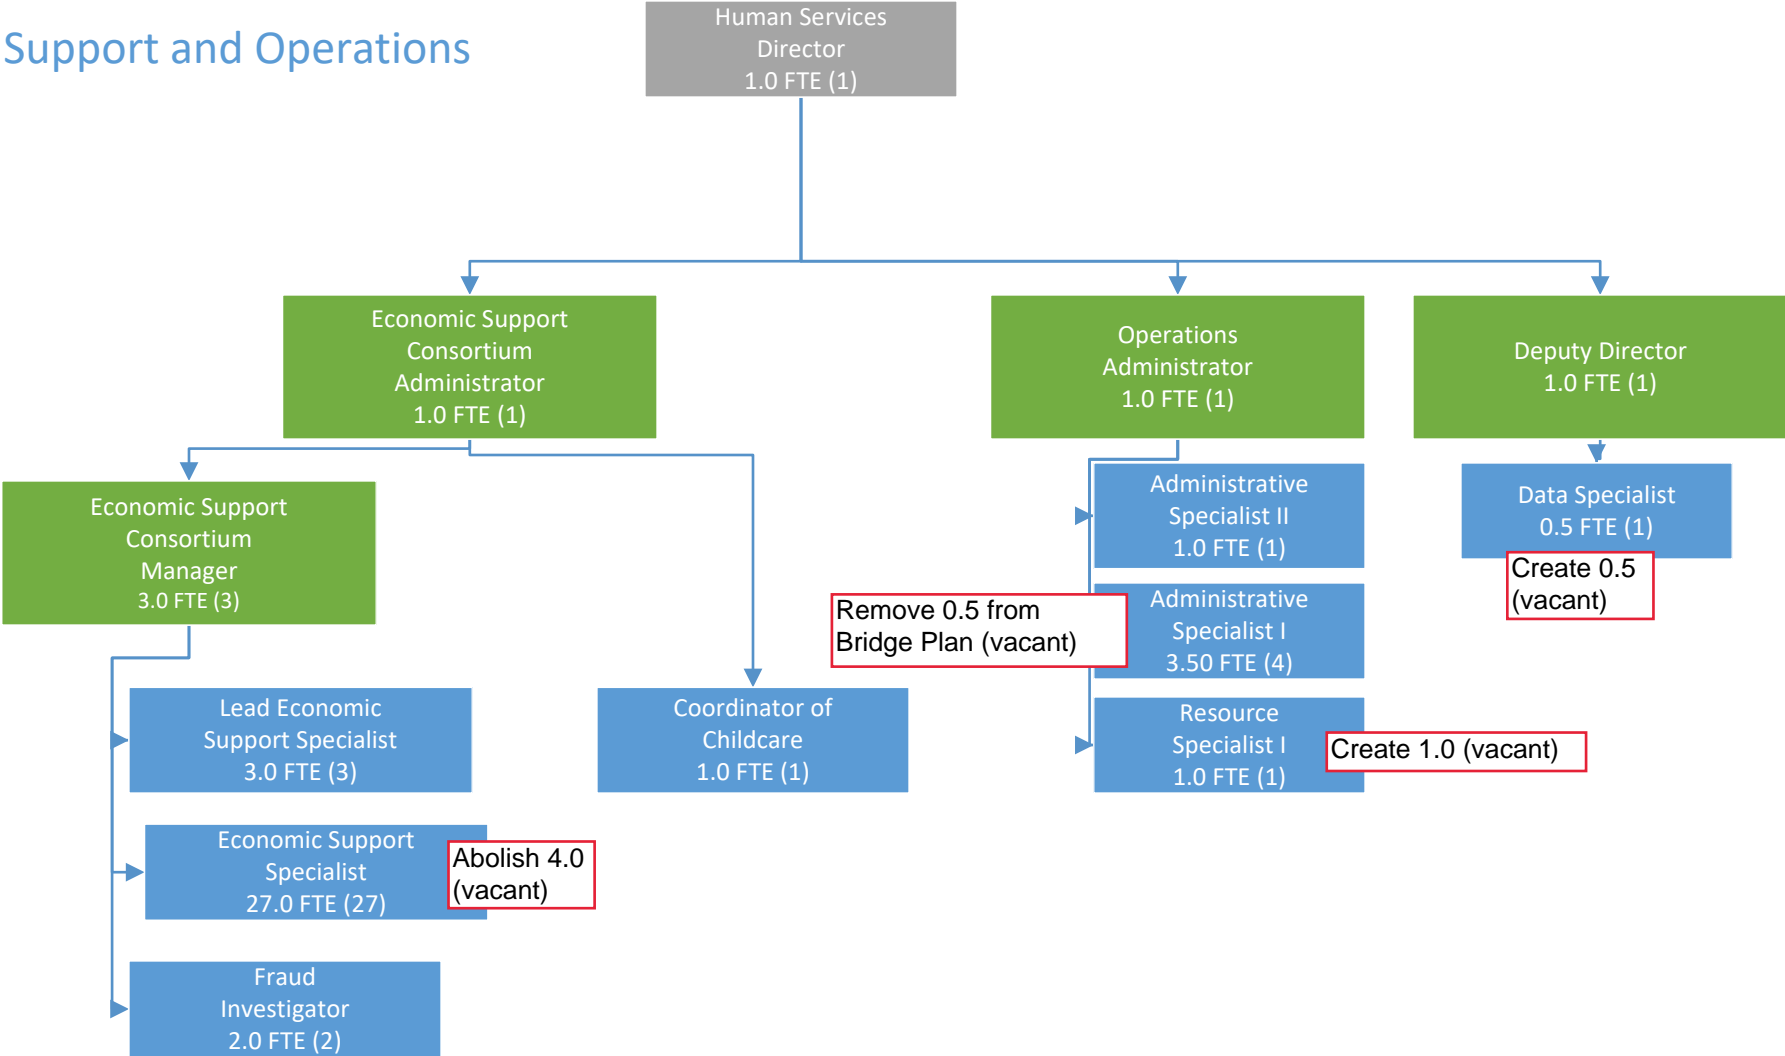 Support and Operations
Human Services
Director
1.0 FTE (1)
Economic Support
Consortium
Administrator
1.0 FTE (1)
Operations
Administrator
1.0 FTE (1)
Deputy Director
1.0 FTE (1)
Economic Support
Consortium
Manager
3.0 FTE (3)
Administrative
Specialist II
1.0 FTE (1)
Data Specialist
0.5 FTE (1)
Create 0.5
(vacant)
Remove 0.5 from
Bridge Plan (vacant)
Administrative
Specialist I
3.50 FTE (4)
Lead Economic
Support Specialist
3.0 FTE (3)
Coordinator of
Childcare
1.0 FTE (1)
Resource
Specialist I
1.0 FTE (1)
Create 1.0 (vacant)
Economic Support
Specialist
27.0 FTE (27)
Abolish 4.0
(vacant)
Fraud
Investigator
2.0 FTE (2)